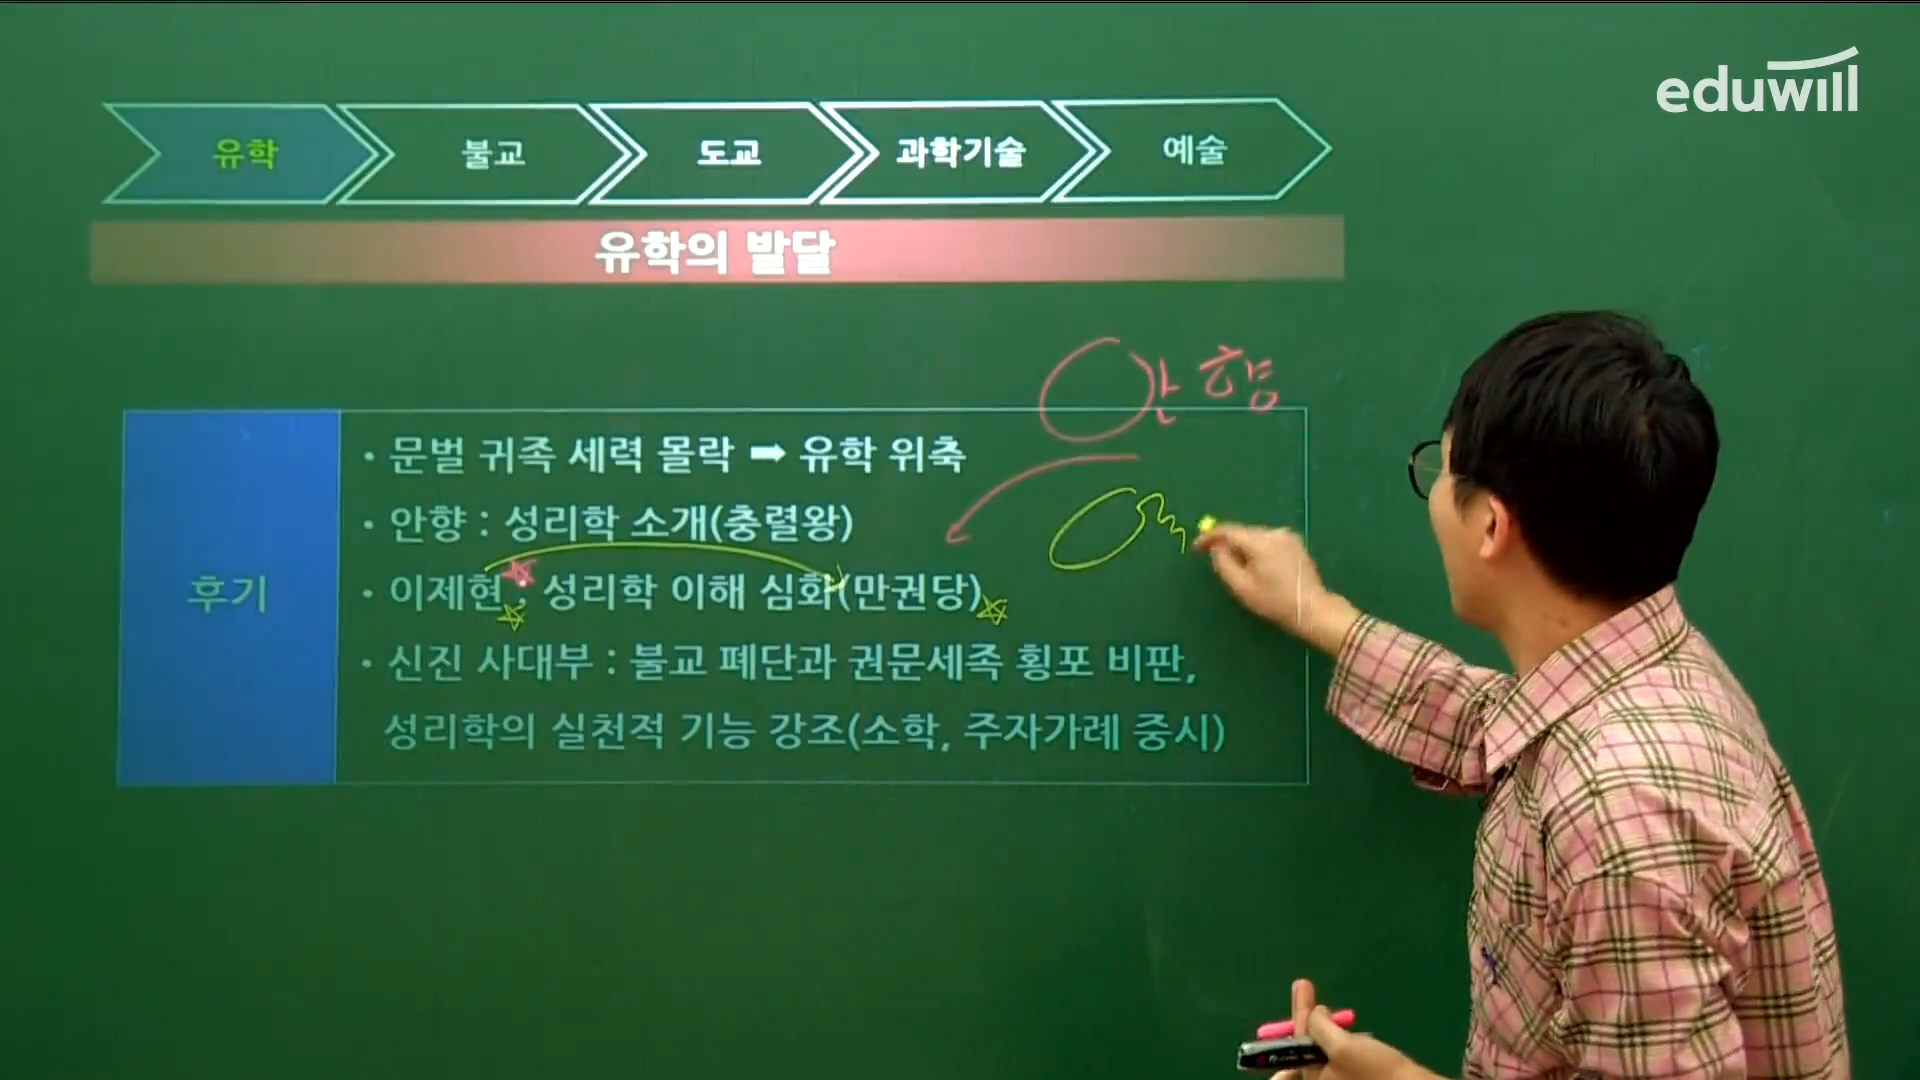 eduwill
유학 불교 도교 과학기술 예술
유학의 발달
안향
• 문벌 귀족 세력 몰락 ➡ 유학 위축
• 안향 : 성리학 소개(충렬왕)
후기
• 이제현 : 성리학 이해 심화(만권당)
• 신진 사대부 : 불교 폐단과 권문세족 횡포 비판,
성리학의 실천적 기능 강조(소학, 주자가례 중시)